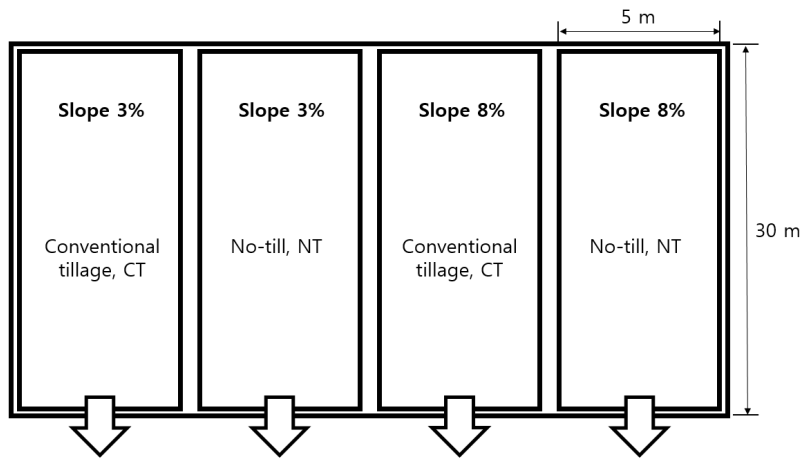 5 m
Slope 3%
Slope 3%
Slope 8%
Slope 8%
Conventional
tillage, CT
No-till, NT
Conventional
tillage, CT
No-till, NT
30 m